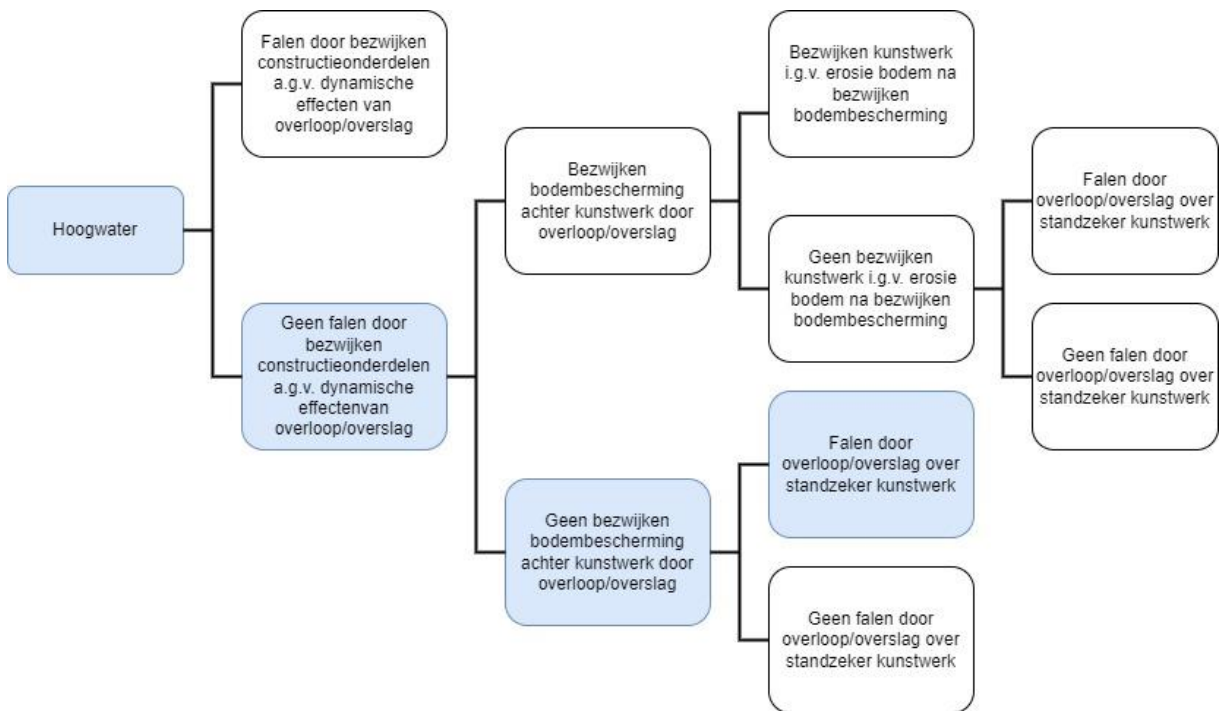 Falen door bezwijken
constructieonderdelen
a.g.v. dynamische
effecten van
overloop/overslag
Bezwijken kunstwerk
i.g.v. erosie bodem na
bezwijken
bodembescherming
Bezwijken
bodembescherming
achter kunstwerk door
overloop/overslag
Falen door
overloop/overslag over
standzeker kunstwerk
Hoogwater
Geen bezwijken
kunstwerk i.g.v. erosie
bodem na bezwijken
bodembescherming
Geen falen door
bezwijken
constructieonderdelen
a.g.v. dynamische
effectenvan
overloop/overslag
Geen falen door
overloop/overslag over
standzeker kunstwerk
Falen door
overloop/overslag over
standzeker kunstwerk
Geen bezwijken
bodembescherming
achter kunstwerk door
overloop/overslag
Geen falen door
overloop/overslag over
standzeker kunstwerk